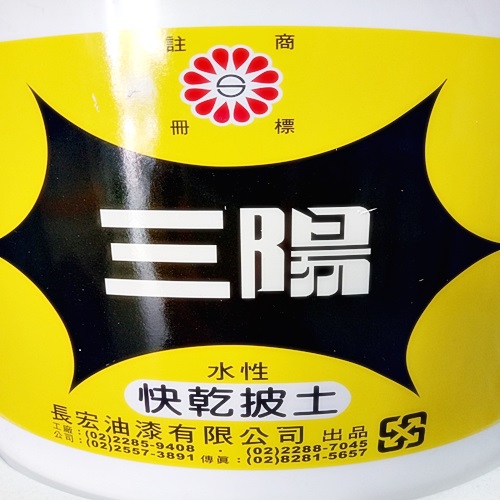 註 商
冊 標
三陽
水性
快乾披土
長宏油漆有限公司 出品
工廠：(02)2285-9408 · (02)2288-7045
公司：(02)2557-3891 傳真：(02)8281-5657